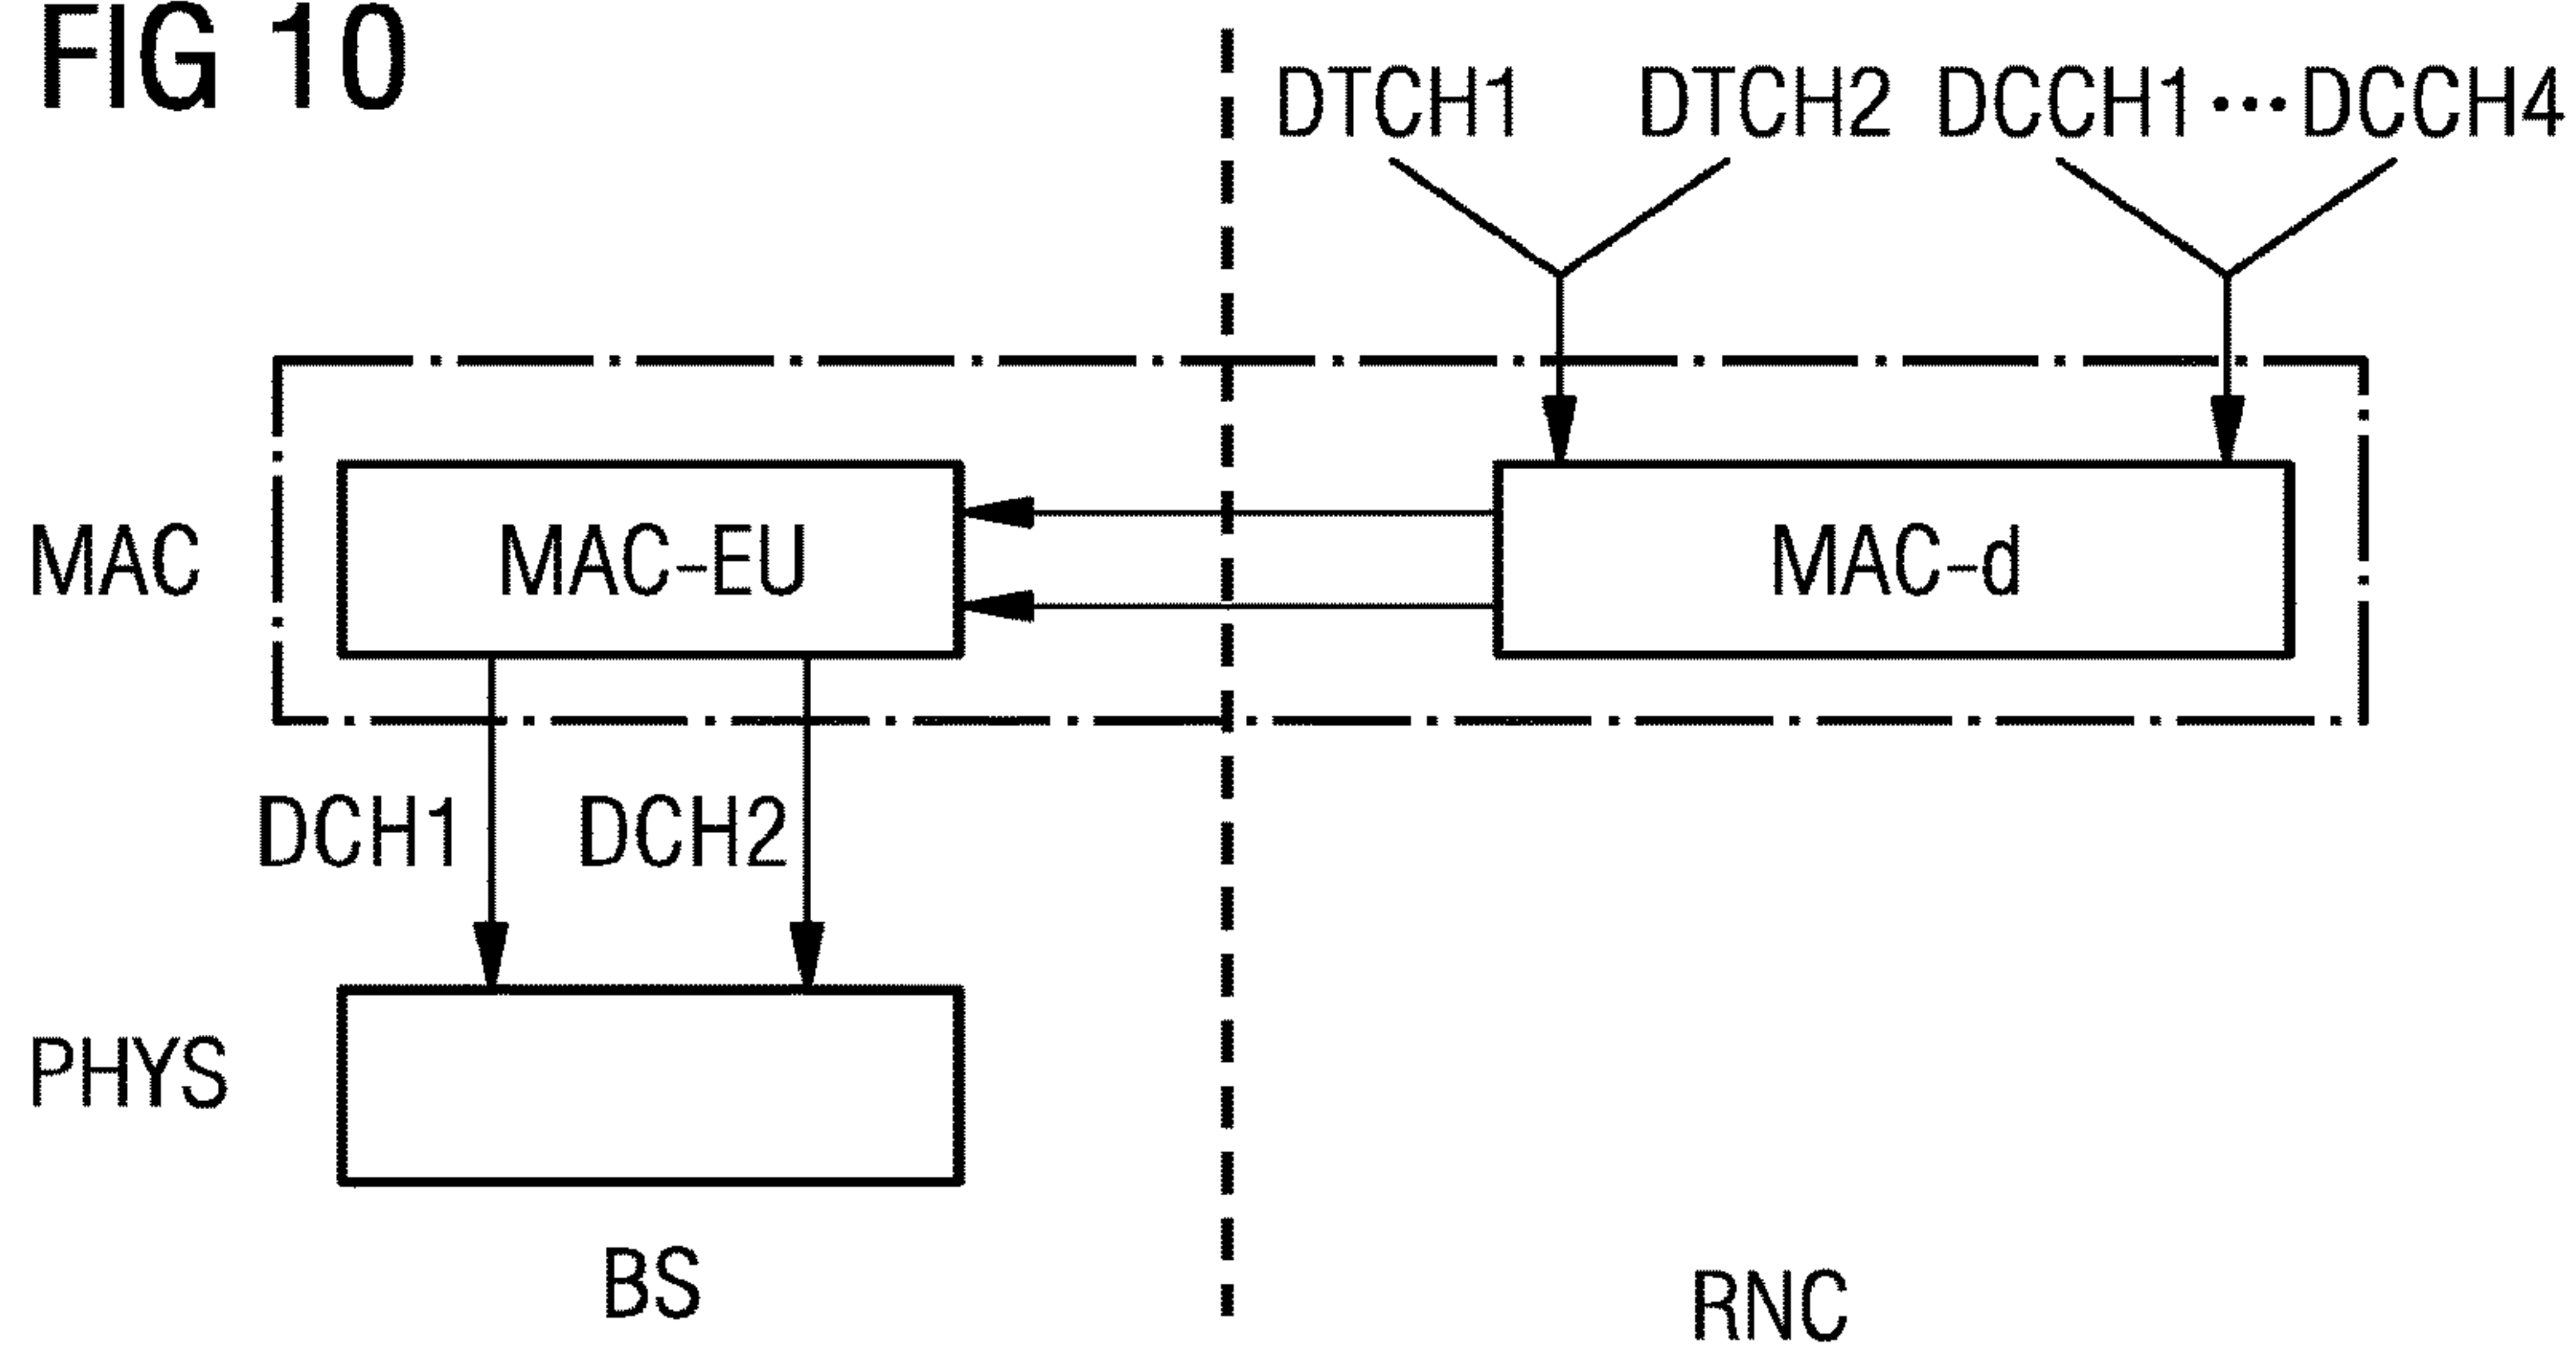 FIG 10
DTCH1 DTCH2 DCCH1 ••• DCCH4
MAC MAC-EU MAC-d
DCH1 DCH2
PHYS
BS
RNC